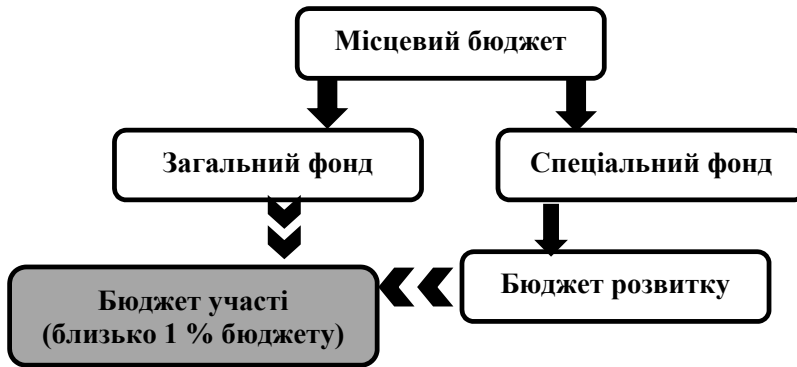 Місцевий бюджет
Загальний фонд
Спеціальний фонд
Бюджет розвитку
Бюджет участі
(близько 1 % бюджету)